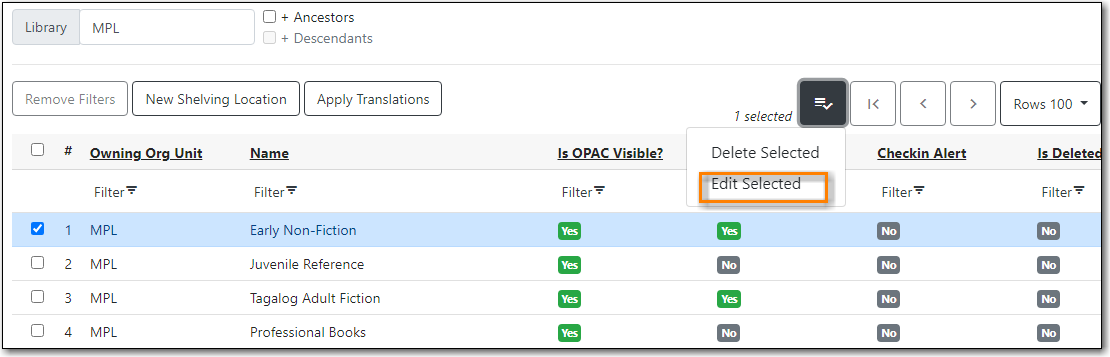 Library MPL + Ancestors
+ Descendants
Remove Filters New Shelving Location Apply Translations 1 selected Rows 100
Delete Selected
Edit Selected
# Owning Org Unit Name Is OPAC Visible? Checkin Alert Is Deleted
Filter Filter Filter Filter Filter
1 MPL Early Non-Fiction Yes Yes No No
2 MPL Juvenile Reference Yes No No No
3 MPL Tagalog Adult Fiction Yes Yes No No
4 MPL Professional Books Yes No No No